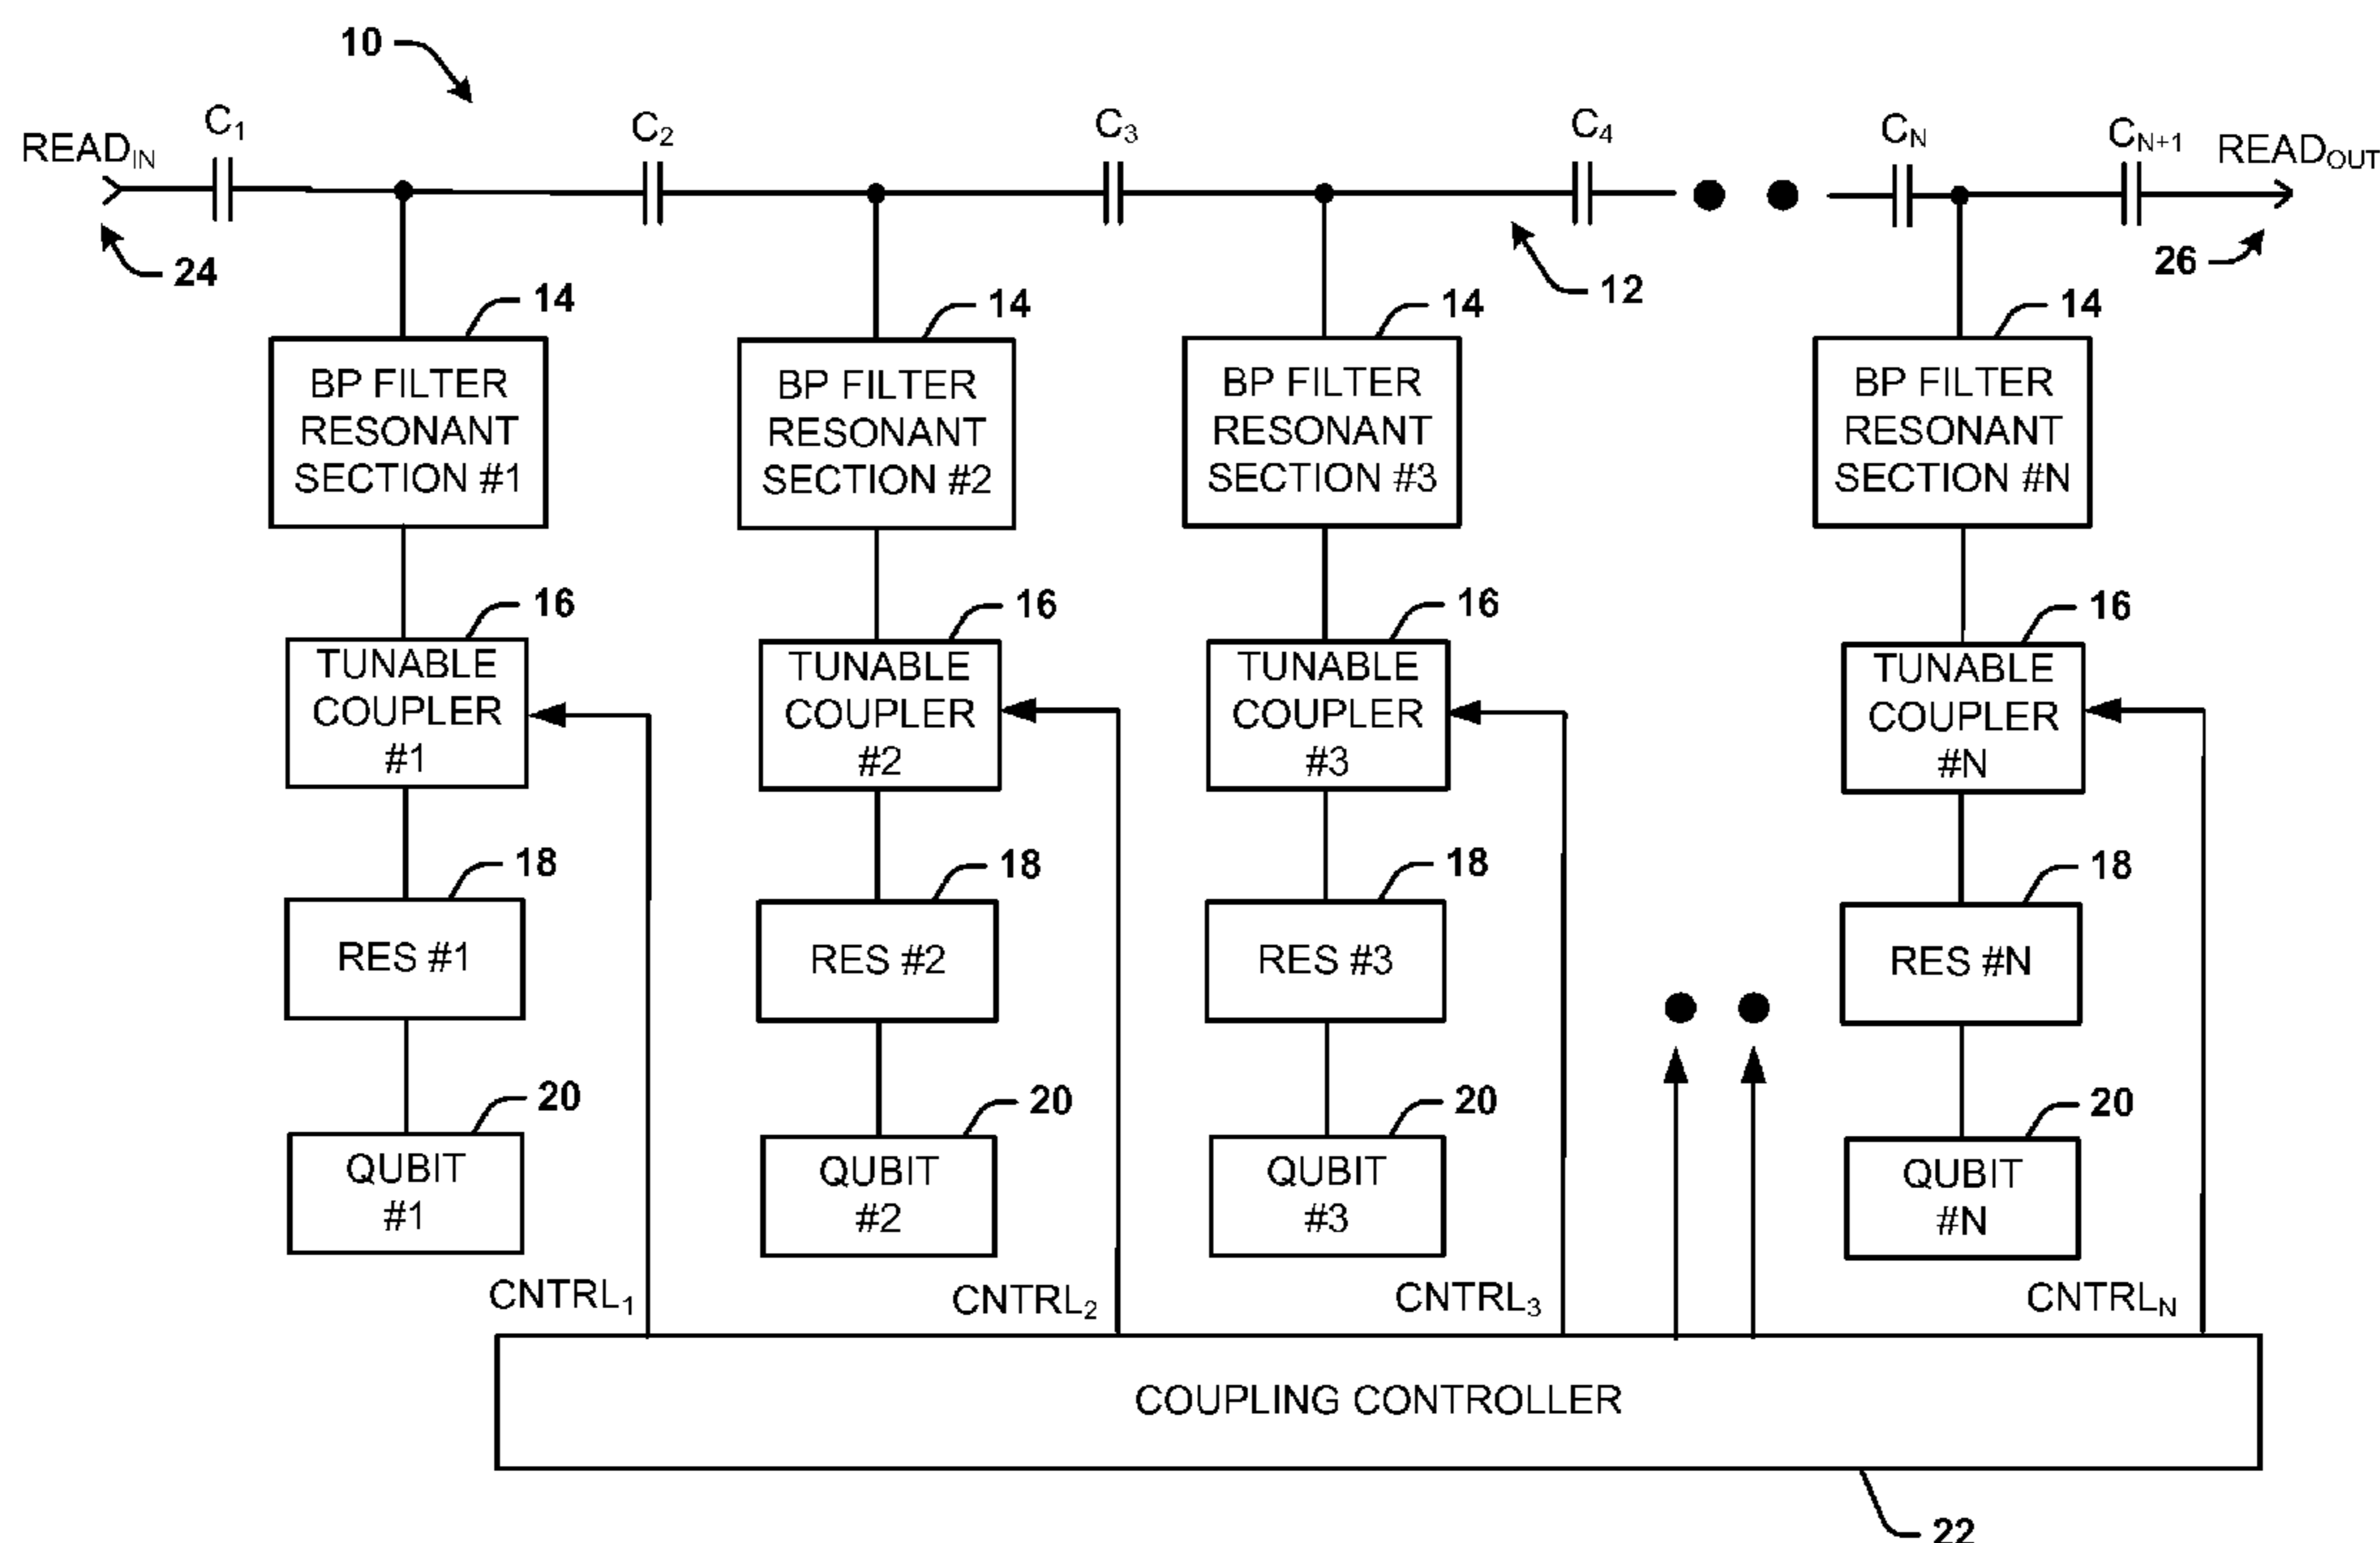 10
C1
C2
C3
C4
CN
CN+1
READIN
READOUT
24
12
26
14
14
14
14
BP FILTER
RESONANT
SECTION #1
BP FILTER
RESONANT
SECTION #2
BP FILTER
RESONANT
SECTION #3
BP FILTER
RESONANT
SECTION #N
16
16
16
16
TUNABLE
COUPLER
#1
TUNABLE
COUPLER
#2
TUNABLE
COUPLER
#3
TUNABLE
COUPLER
#N
18
18
18
18
RES #1
RES #2
RES #3
RES #N
20
20
20
20
QUBIT
#1
QUBIT
#2
QUBIT
#3
QUBIT
#N
CNTRL1
CNTRL2
CNTRL3
CNTRLN
COUPLING CONTROLLER
22